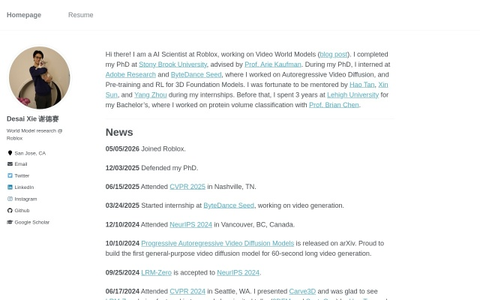 Homepage
Resume
Desai Xie 谢德赛
World Model research @
Roblox
San Jose, CA
Email
Twitter
LinkedIn
Instagram
Github
Google Scholar
Hi there! I am a AI Scientist at Roblox, working on Video World Models (blog post). I completed
my PhD at Stony Brook University, advised by Prof. Arie Kaufman. During my PhD, I interned at
Adobe Research and ByteDance Seed, where I worked on Autoregressive Video Diffusion, and
Pre-training and RL for 3D Foundation Models. I was fortunate to be mentored by Hao Tan, Xin
Sun, and Yang Zhou during my internships. Before that, I spent 3 years at Lehigh University for
my Bachelor's, where I worked on protein volume classification with Prof. Brian Chen.
News
05/05/2026 Joined Roblox.
12/03/2025 Defended my PhD.
06/15/2025 Attended CVPR 2025 in Nashville, TN.
03/24/2025 Started internship at ByteDance Seed, working on video generation.
12/10/2024 Attended NeurIPS 2024 in Vancouver, BC, Canada.
10/10/2024 Progressive Autoregressive Video Diffusion Models is released on arXiv. Proud to
build the first general-purpose video diffusion model for 60-second long video generation.
09/25/2024 LRM-Zero is accepted to NeurIPS 2024.
06/17/2024 Attended CVPR 2024 in Seattle, WA. I presented Carve3D and was glad to see